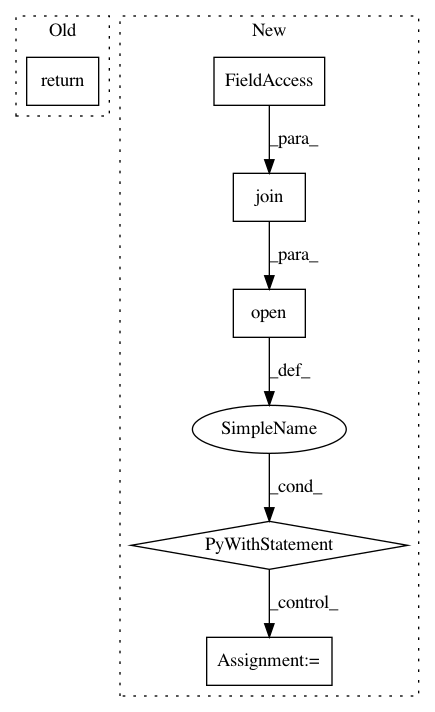 Old
New
return
FieldAccess
_para_
join
_para_
open
_def_
SimpleName
_cond_
PyWithStatement
_control_
Assignment:=